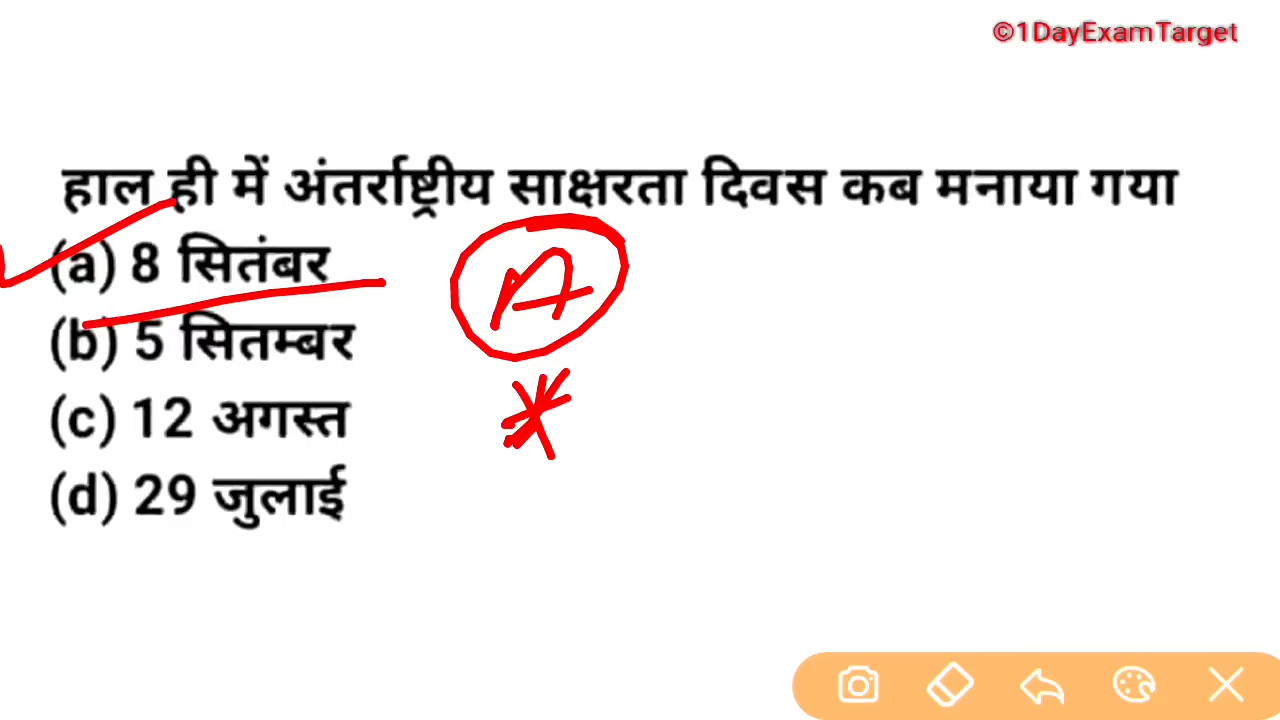 ©1DayExamTarget
हाल ही में अंतर्राष्ट्रीय साक्षरता दिवस कब मनाया गया
(a) 8 सितंबर
A
(b) 5 सितम्बर
(c) 12 अगस्त
(d) 29 जुलाई